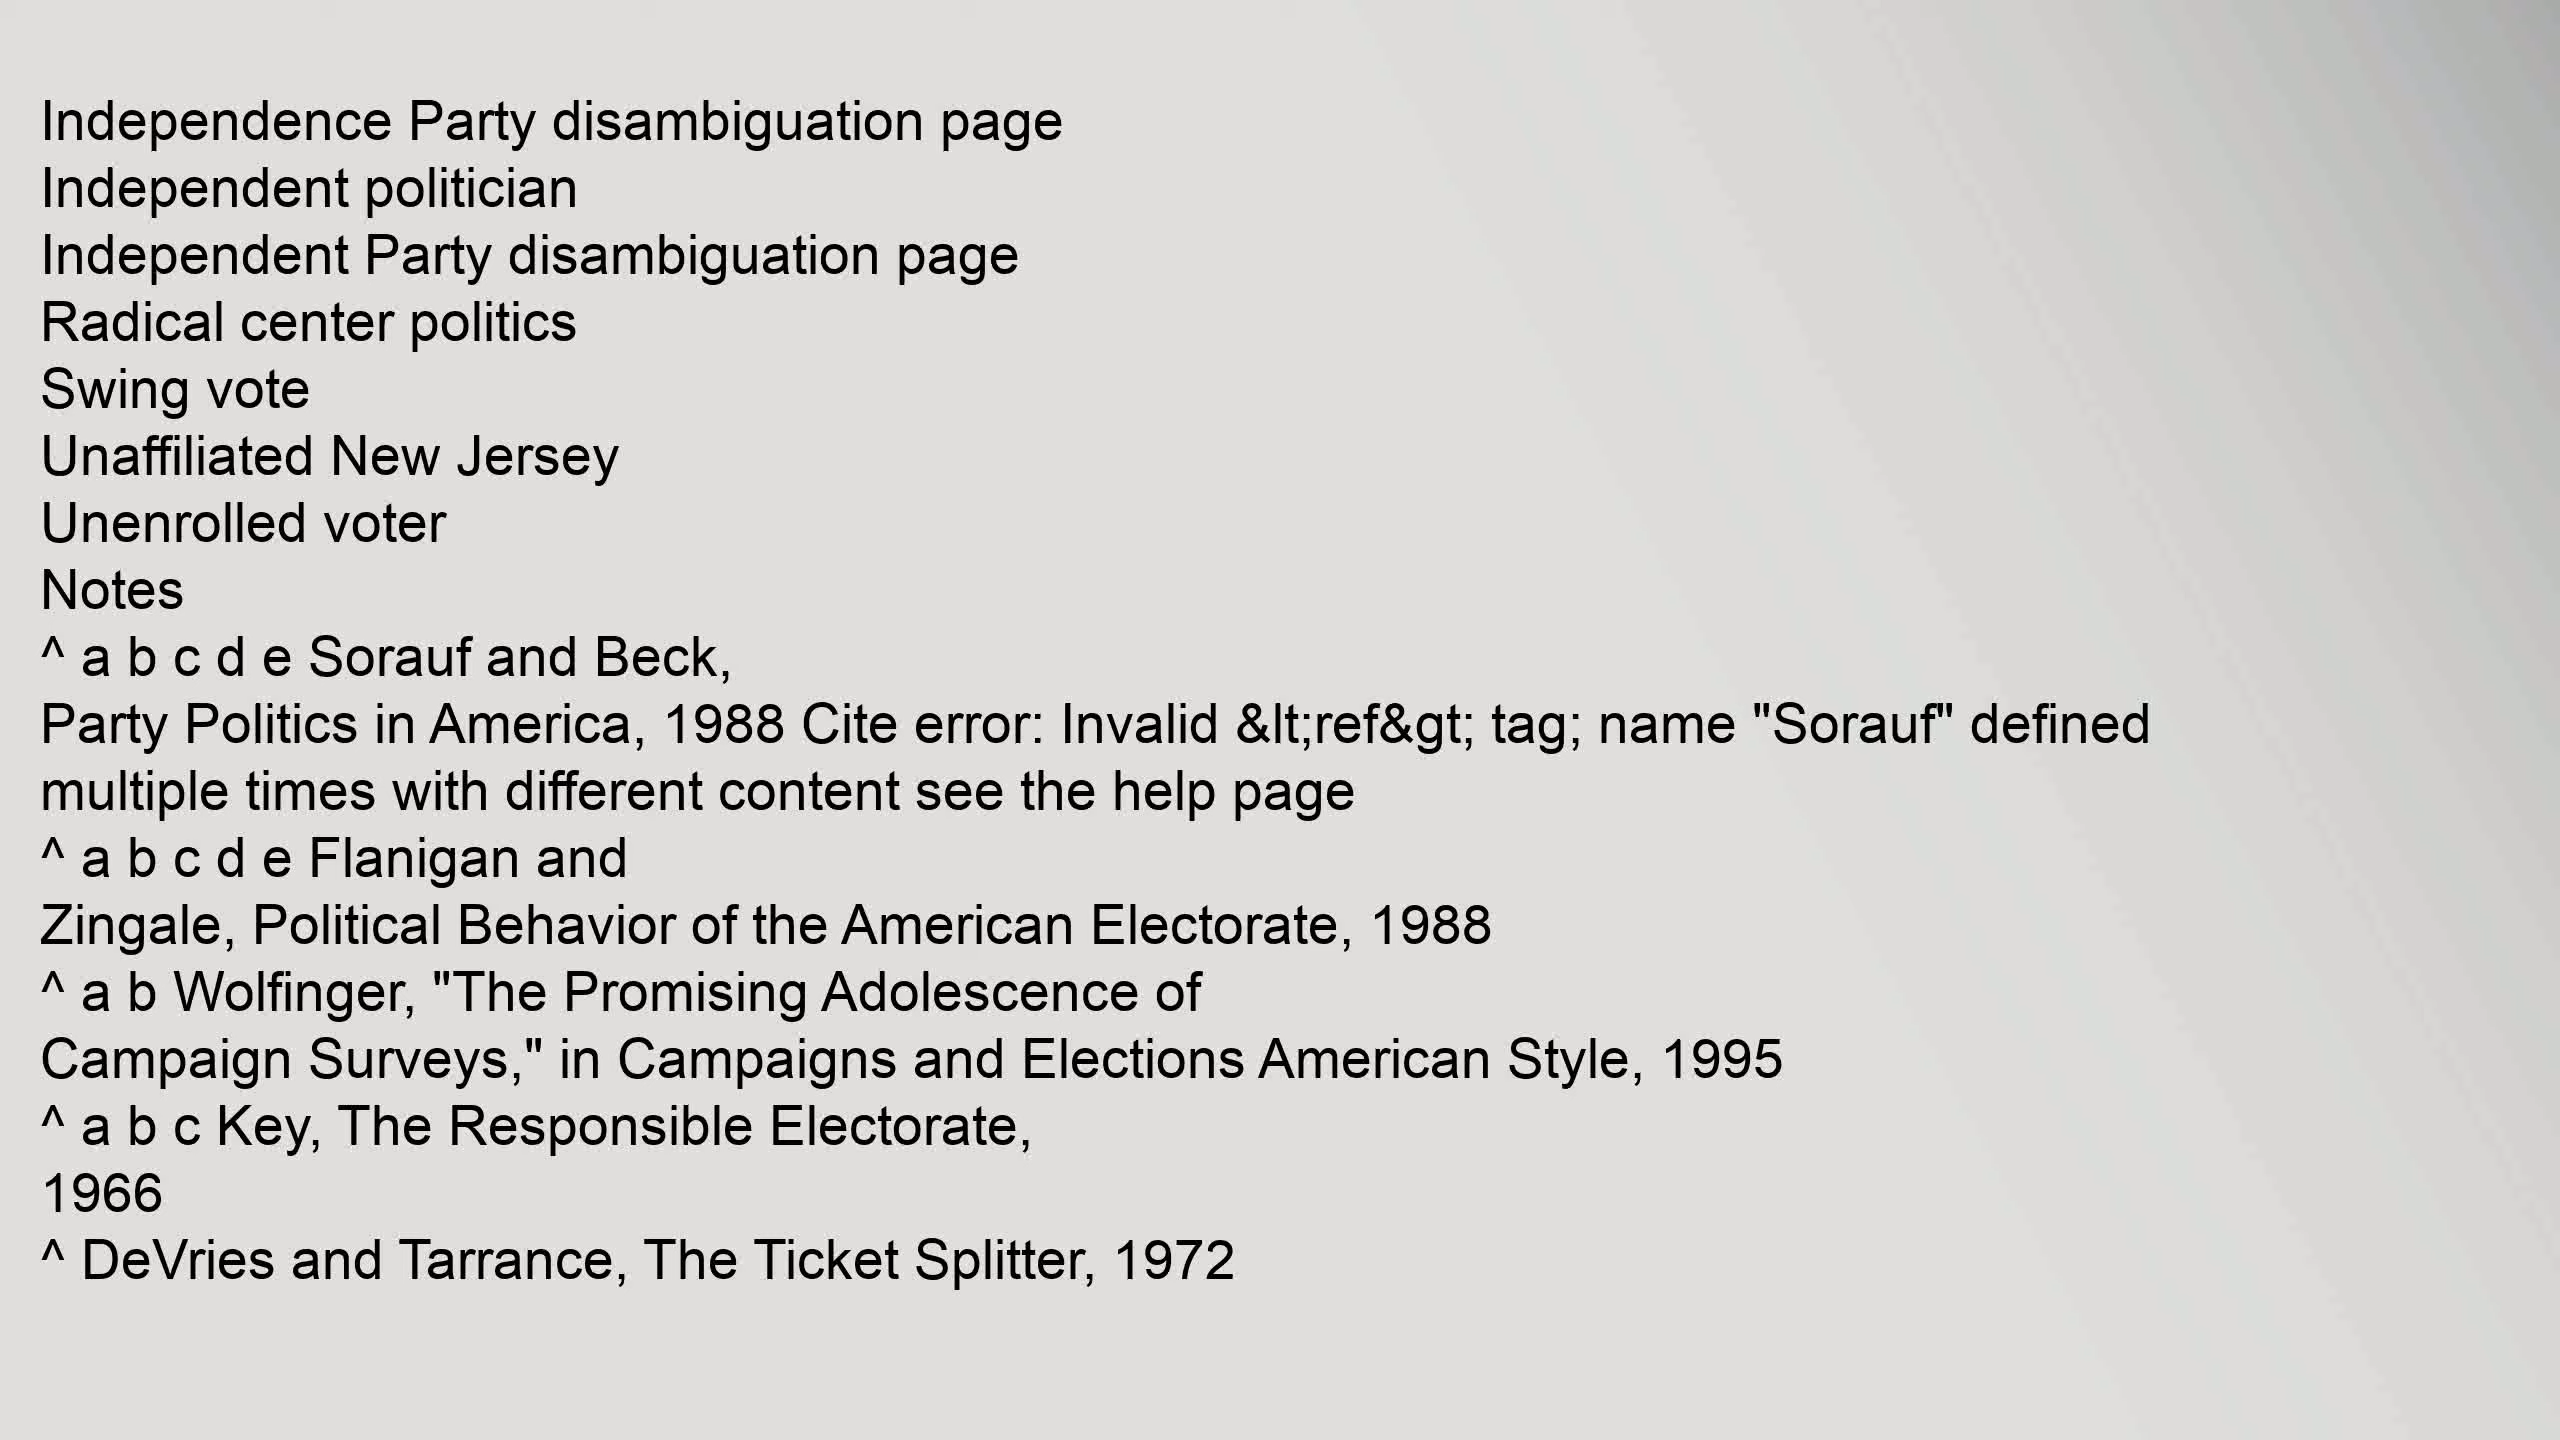 Independence Party disambiguation page
Independent politician
Independent Party disambiguation page
Radical center politics
Swing vote
Unaffiliated New Jersey
Unenrolled voter
Notes
^ a b c d e Sorauf and Beck,
Party Politics in America, 1988 Cite error: Invalid &lt;ref&gt; tag; name "Sorauf" defined
multiple times with different content see the help page
^ a b c d e Flanigan and
Zingale, Political Behavior of the American Electorate, 1988
^ a b Wolfinger, "The Promising Adolescence of
Campaign Surveys," in Campaigns and Elections American Style, 1995
^ a b c Key, The Responsible Electorate,
1966
^ DeVries and Tarrance, The Ticket Splitter, 1972